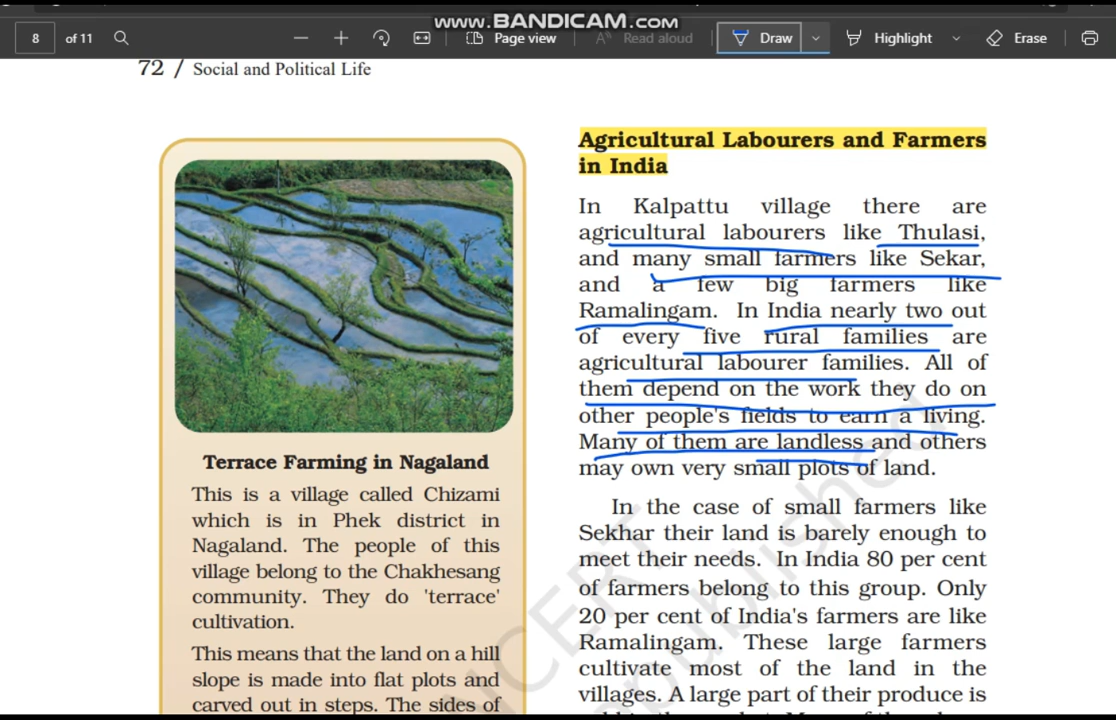 www.BANDICAM.com
8 of 11
Page view
Read aloud
Draw
Highlight
Erase
72 / Social and Political Life
Terrace Farming in Nagaland
This is a village called Chizami
which is in Phek district in
Nagaland. The people of this
village belong to the Chakhesang
community. They do 'terrace'
cultivation.
This means that the land on a hill
slope is made into flat plots and
carved out in steps. The sides of
Agricultural Labourers and Farmers
in India
In Kalpattu village there are
agricultural labourers like Thulasi,
and many small farmers like Sekar,
and a few big farmers like
Ramalingam. In India nearly two out
of every five rural families are
agricultural labourer families. All of
them depend on the work they do on
other people's fields to earn a living.
Many of them are landless and others
may own very small plots of land.
In the case of small farmers like
Sekhar their land is barely enough to
meet their needs. In India 80 per cent
of farmers belong to this group. Only
20 per cent of India's farmers are like
Ramalingam. These large farmers
cultivate most of the land in the
villages. A large part of their produce is
NCERT
published